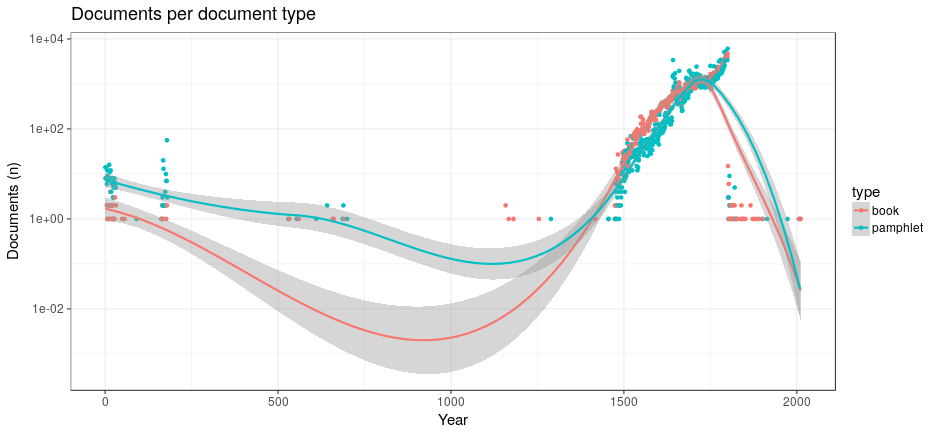 Documents per document type
1e+04
1e+02
1e+00
1e-02
Documents (n)
0
500
1000
1500
2000
Year
type
book
pamphlet